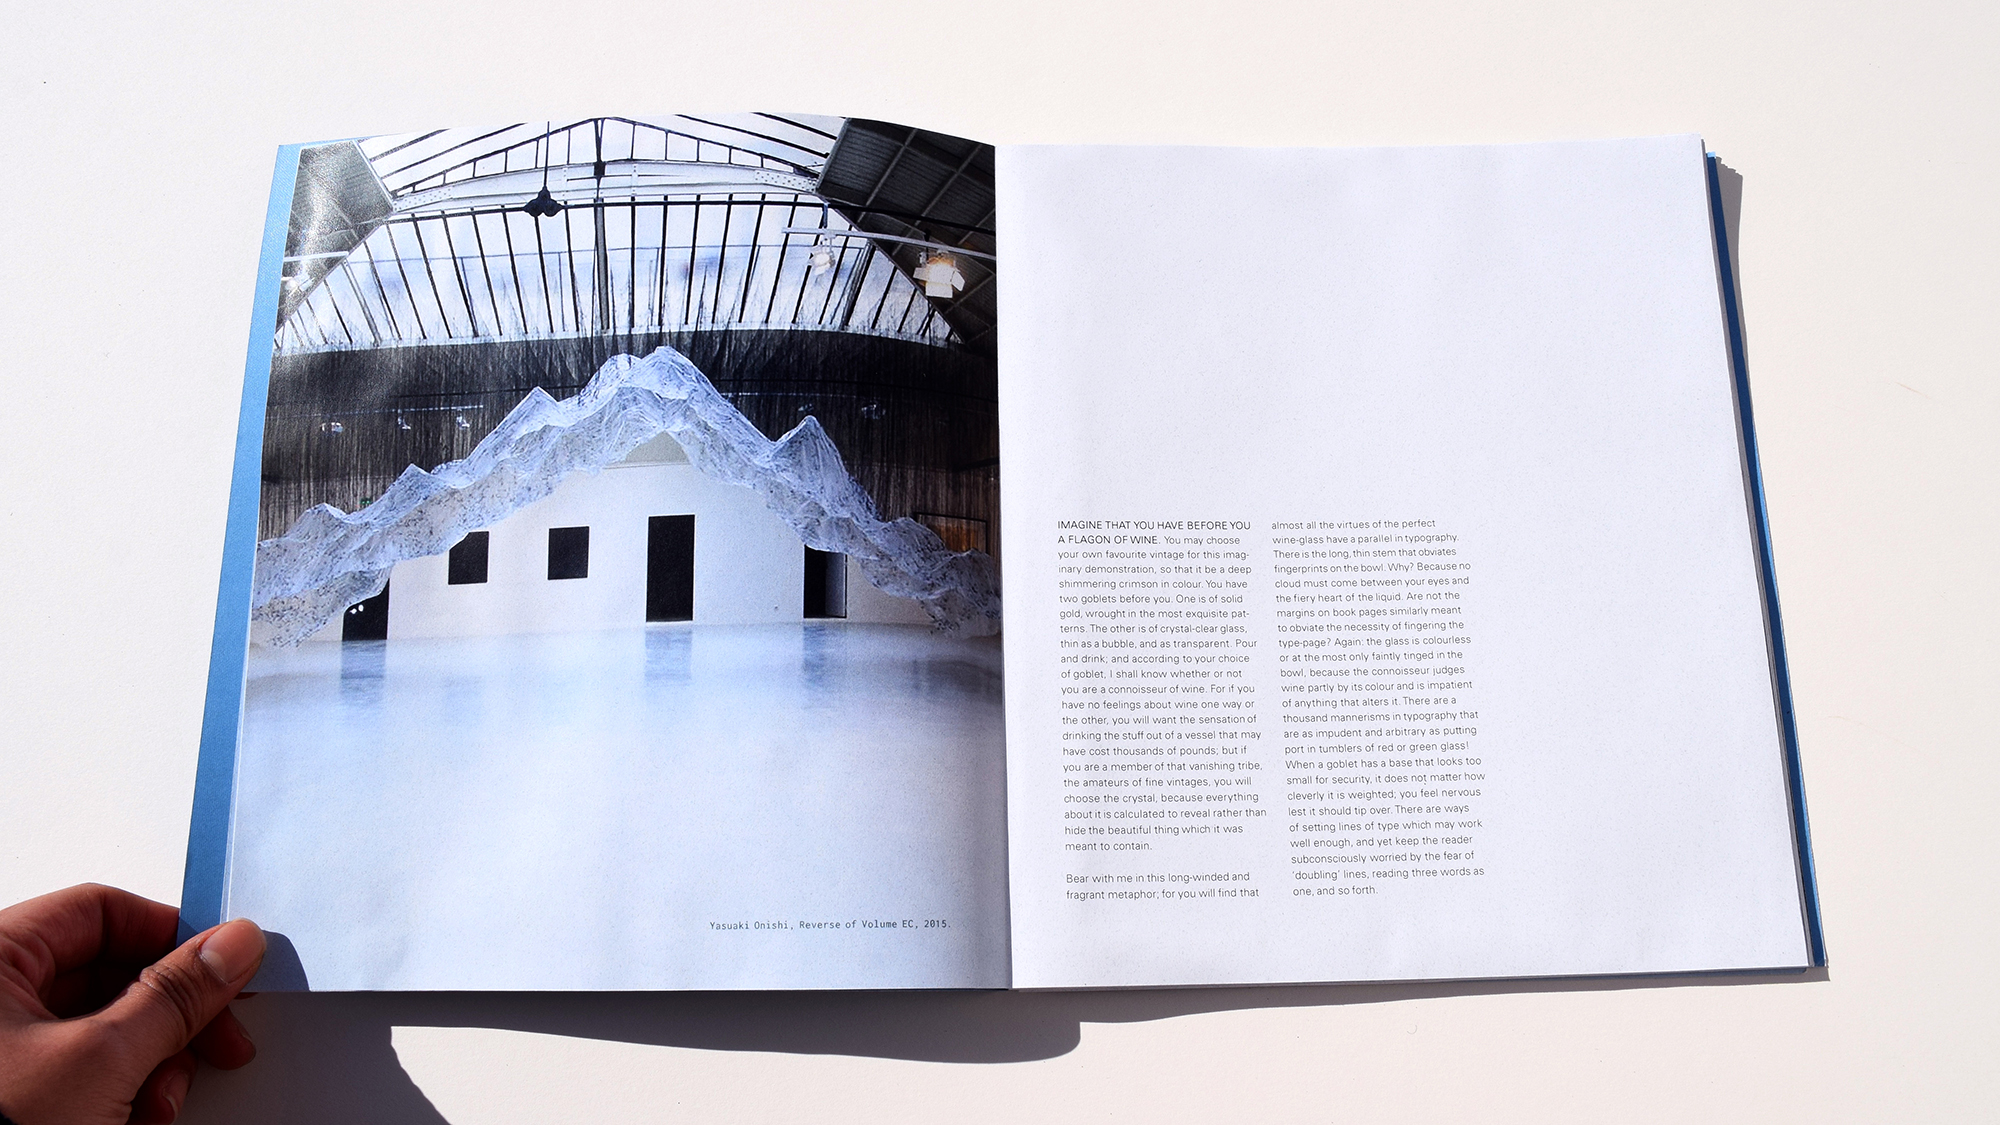 Yasuaki Onishi, Reverse of Volume EC, 2015.
IMAGINE THAT YOU HAVE BEFORE YOU
A FLAGON OF WINE. You may choose
your own favourite vintage for this imag-
inary demonstration, so that it be a deep
shimmering crimson in colour. You have
two goblets before you. One is of solid
gold, wrought in the most exquisite pat-
terns. The other is of crystal-clear glass,
thin as a bubble, and as transparent. Pour
and drink; and according to your choice
of goblet, I shall know whether or not
you are a connoisseur of wine. For if you
have no feelings about wine one way or
the other, you will want the sensation of
drinking the stuff out of a vessel that may
have cost thousands of pounds; but if
you are a member of that vanishing tribe,
the amateurs of fine vintages, you will
choose the crystal, because everything
about it is calculated to reveal rather than
hide the beautiful thing which it was
meant to contain.
Bear with me in this long-winded and
fragrant metaphor; for you will find that
almost all the virtues of the perfect
wine-glass have a parallel in typography.
There is the long, thin stem that obviates
fingerprints on the bowl. Why? Because no
cloud must come between your eyes and
the fiery heart of the liquid. Are not the
margins on book pages similarly meant
to obviate the necessity of fingering the
type-page? Again: the glass is colourless
or at the most only faintly tinged in the
bowl, because the connoisseur judges
wine partly by its colour and is impatient
of anything that alters it. There are a
thousand mannerisms in typography that
are as impudent and arbitrary as putting
port in tumblers of red or green glass!
When a goblet has a base that looks too
small for security, it does not matter how
cleverly it is weighted; you feel nervous
lest it should tip over. There are ways
of setting lines of type which may work
well enough, and yet keep the reader
subconsciously worried by the fear of
‘doubling’ lines, reading three words as
one, and so forth.